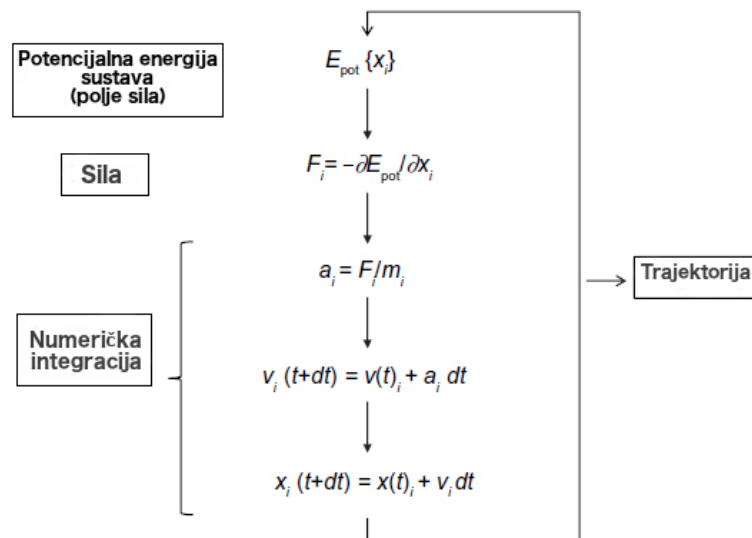 Potencijalna energija
sustava
(polje sila)
E_pot {x_i}
Sila
F_i = –∂E_pot/∂x_i
a_i = F_i/m_i
Trajektorija
Numerička
integracija
v_i (t+dt) = v(t)_i + a_i dt
x_i (t+dt) = x(t)_i + v_i dt